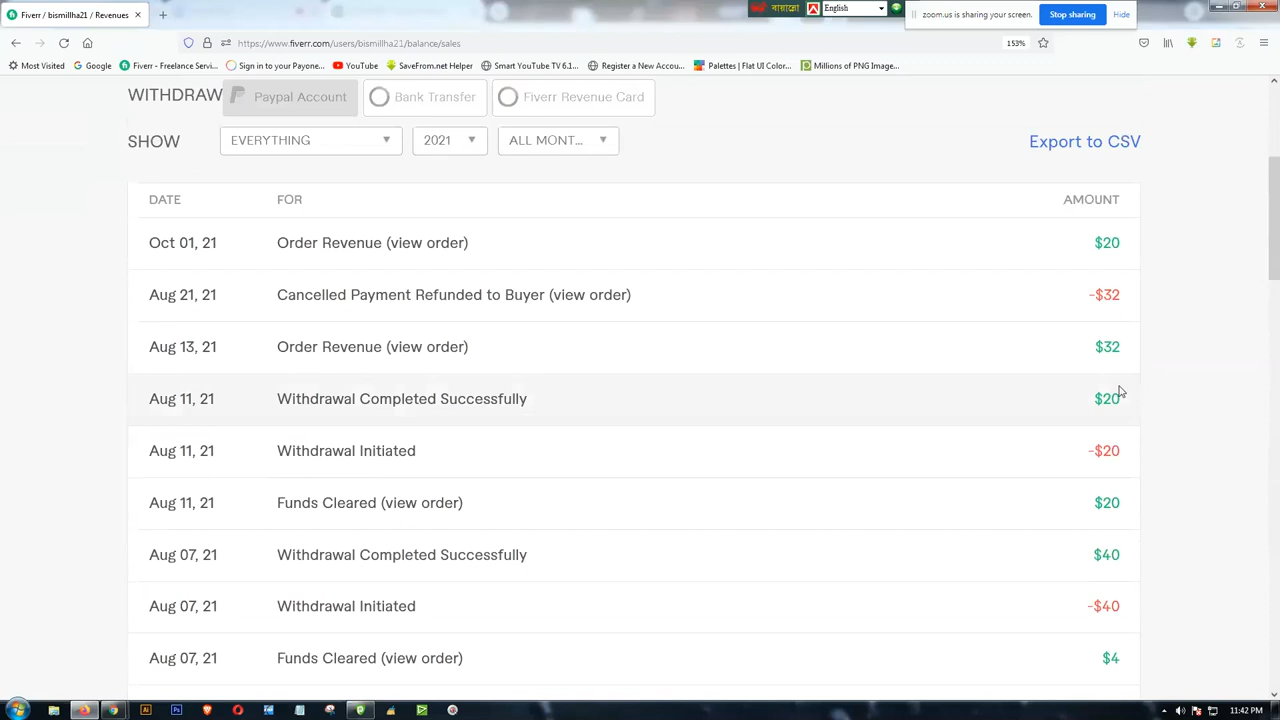 Fiverr / bismillha21 / Revenues
বায়ান্নো
English
zoom.us is sharing your screen.
Stop sharing
Hide
https://www.fiverr.com/users/bismillha21/balance/sales
153%
Most Visited
Google
Fiverr - Freelance Servi...
Sign in to your Payone...
YouTube
SaveFrom.net Helper
Smart YouTube TV 6.1...
Register a New Accou...
Palettes | Flat UI Color...
Millions of PNG Image...
WITHDRAW
Paypal Account
Bank Transfer
Fiverr Revenue Card
SHOW
EVERYTHING
2021
ALL MONT...
Export to CSV
DATE FOR AMOUNT
Oct 01, 21 Order Revenue (view order) $20
Aug 21, 21 Cancelled Payment Refunded to Buyer (view order) -$32
Aug 13, 21 Order Revenue (view order) $32
Aug 11, 21 Withdrawal Completed Successfully $20
Aug 11, 21 Withdrawal Initiated -$20
Aug 11, 21 Funds Cleared (view order) $20
Aug 07, 21 Withdrawal Completed Successfully $40
Aug 07, 21 Withdrawal Initiated -$40
Aug 07, 21 Funds Cleared (view order) $4
Ai
Ps
11:42 PM